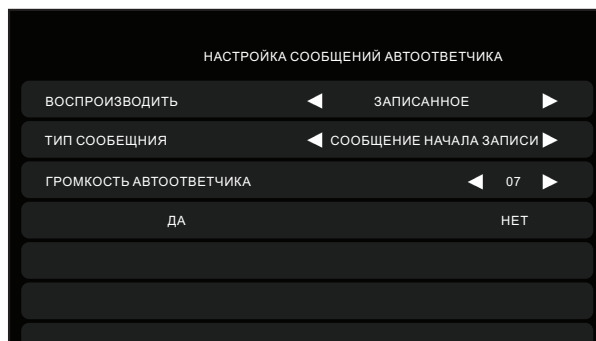 НАСТРОЙКА СООБЩЕНИЙ АВТООТВЕТЧИКА
ВОСПРОИЗВОДИТЬ ЗАПИСАННОЕ
ТИП СООБЕЩНИЯ СООБЩЕНИЕ НАЧАЛА ЗАПИСИ
ГРОМКОСТЬ АВТООТВЕТЧИКА 07
ДА НЕТ